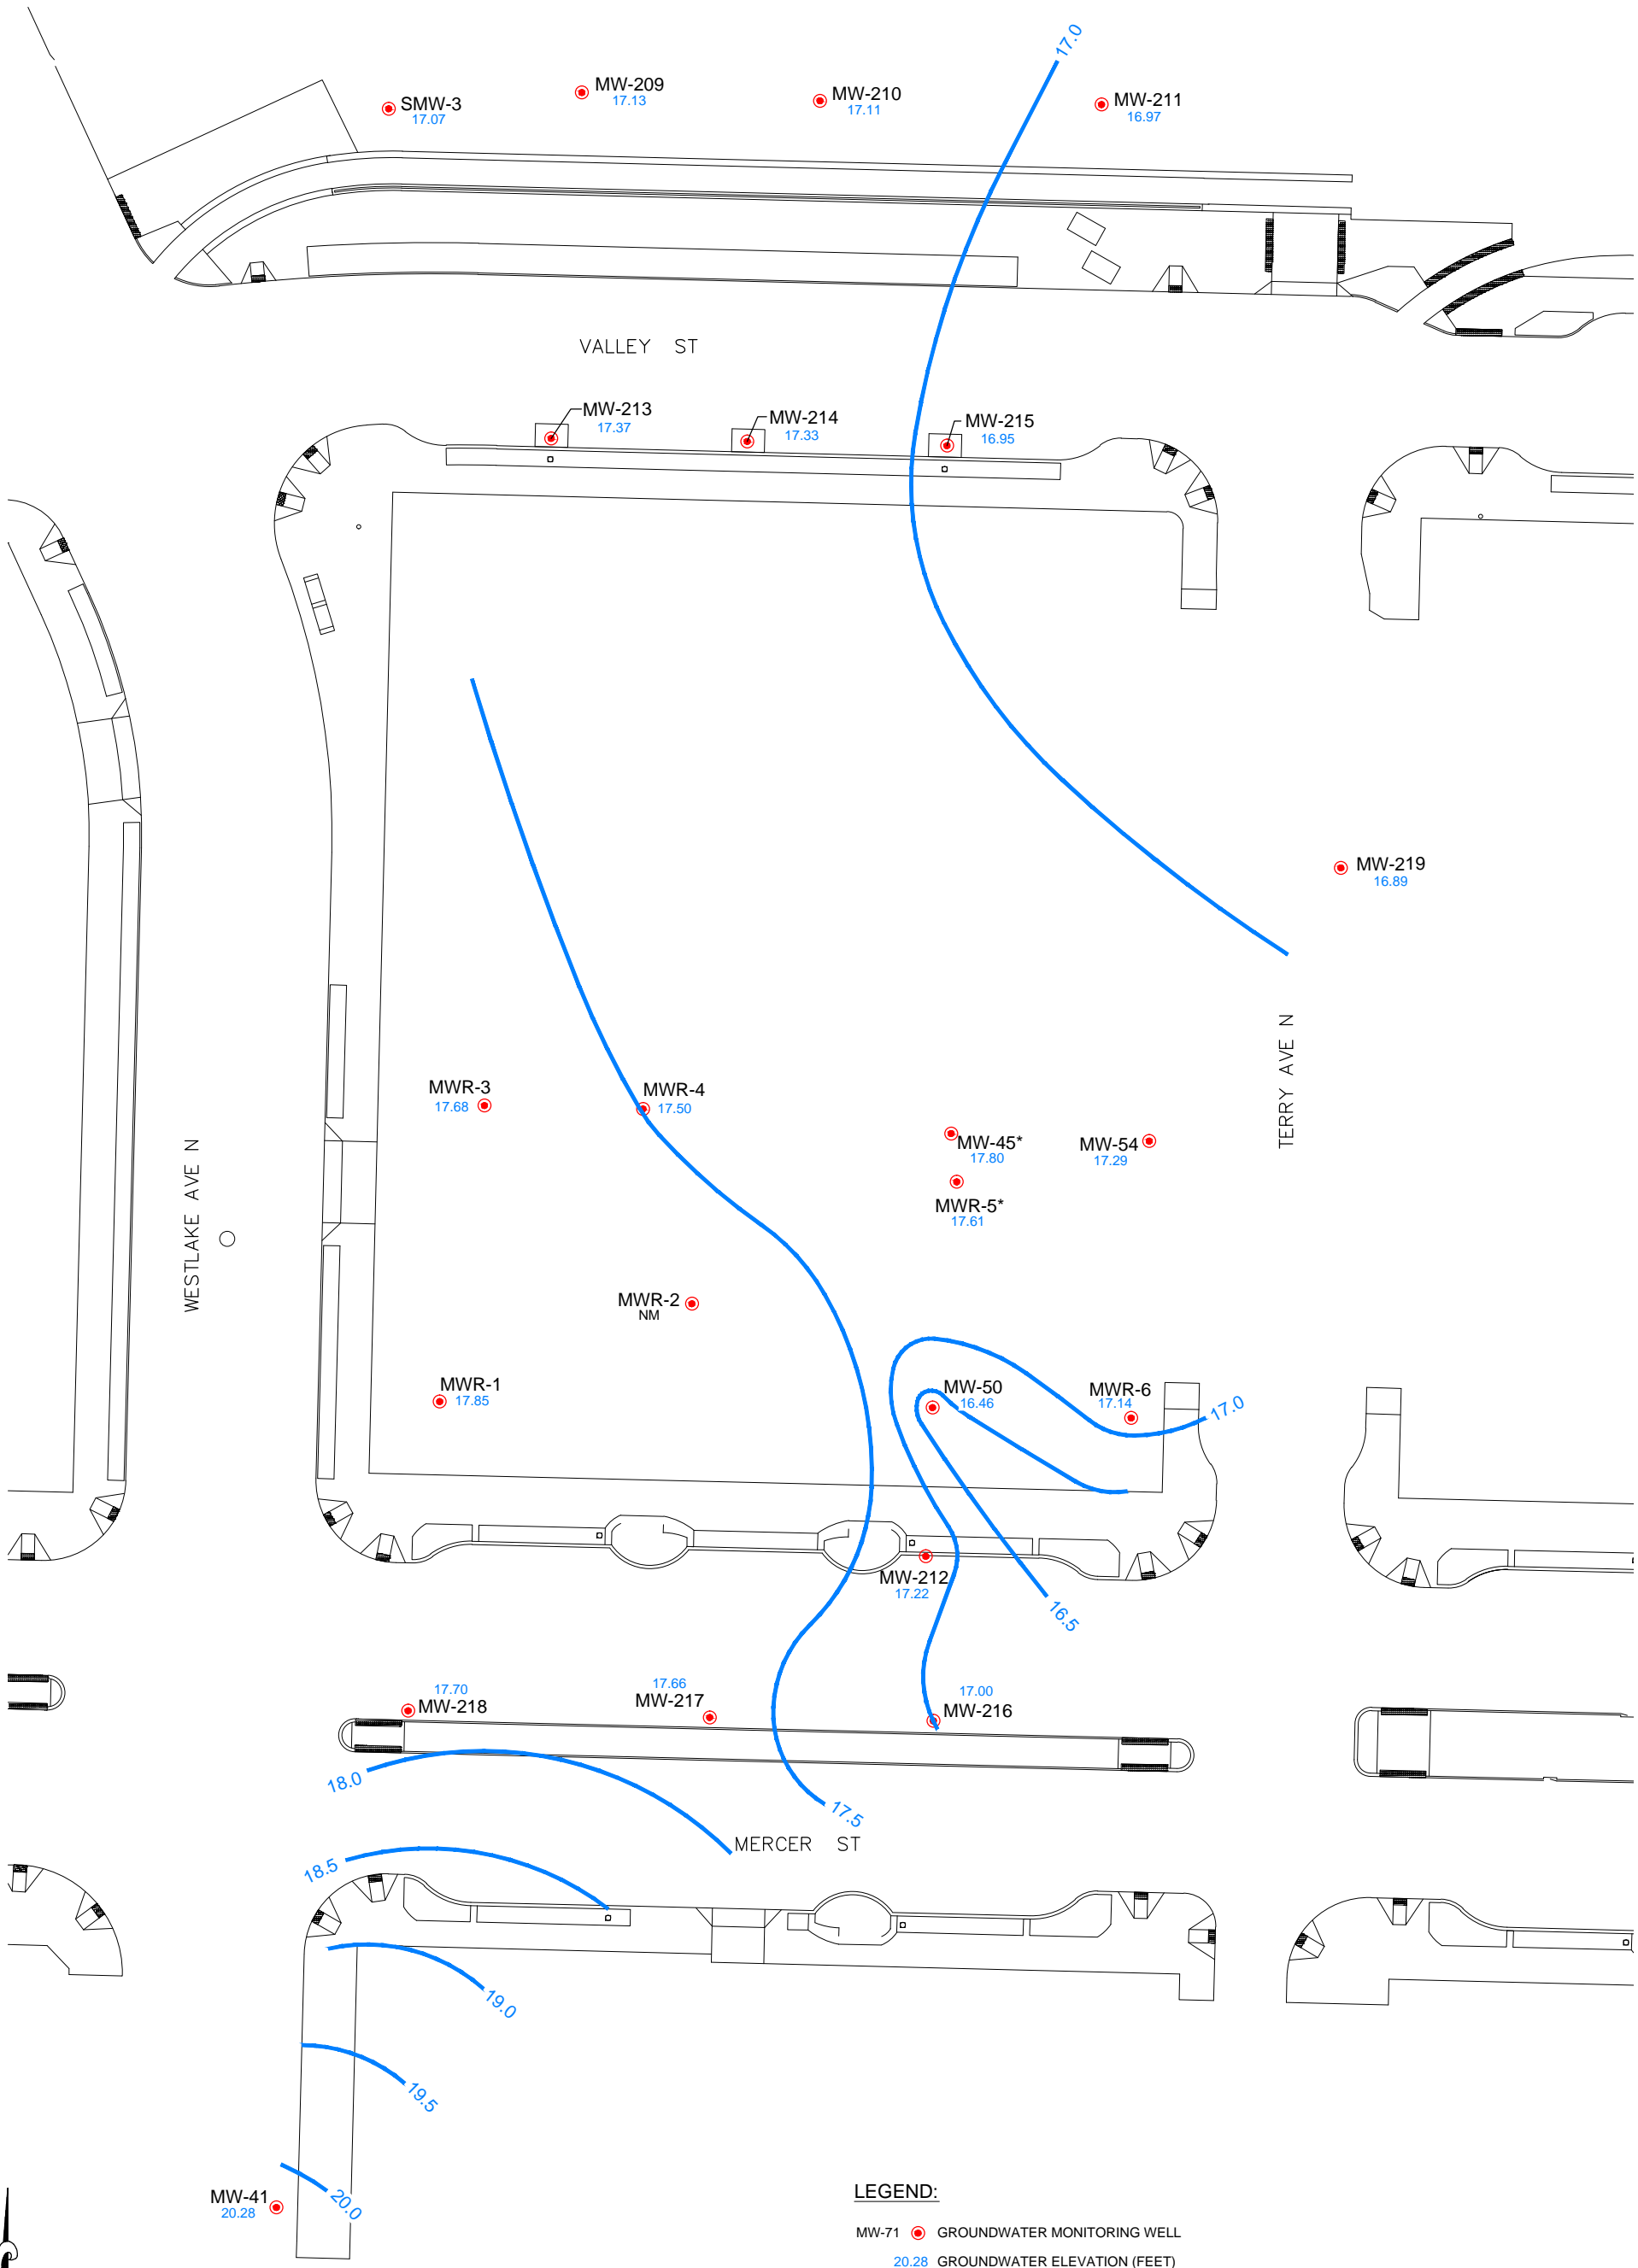 17.0
MW-209
17.13
SMW-3
17.07
MW-210
17.11
MW-211
16.97
VALLEY ST
MW-213
17.37
MW-214
17.33
MW-215
16.95
MW-219
16.89
TERRY AVE N
MWR-3
17.68
MWR-4
17.50
MW-45*
17.80
MW-54
17.29
WESTLAKE AVE N
MWR-5*
17.61
MWR-2
NM
MWR-1
17.85
MW-50
16.46
MWR-6
17.14
17.0
MW-212
17.22
16.5
17.70
MW-218
17.66
MW-217
17.00
MW-216
18.0
17.5
MERCER ST
18.5
19.0
19.5
MW-41
20.28
20.0
LEGEND:
MW-71 GROUNDWATER MONITORING WELL
20.28 GROUNDWATER ELEVATION (FEET)